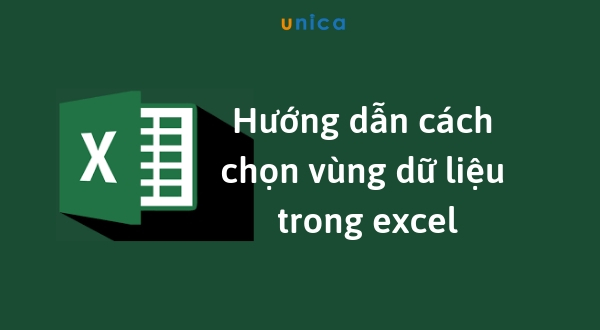 unica
X
Hướng dẫn cách
chọn vùng dữ liệu
trong excel